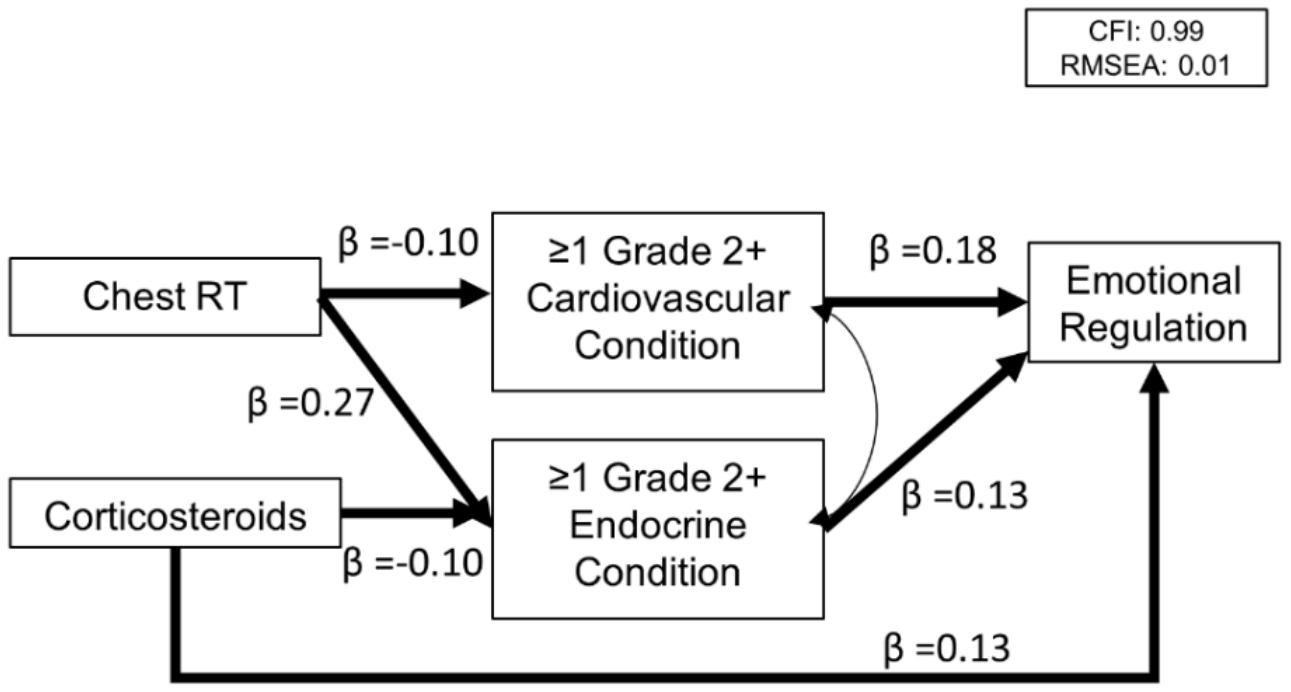 CFI: 0.99
RMSEA: 0.01
β =-0.10
≥1 Grade 2+
Cardiovascular
Condition
β =0.18
Emotional
Regulation
Chest RT
β =0.27
≥1 Grade 2+
Endocrine
Condition
β =0.13
Corticosteroids
β =-0.10
β =0.13